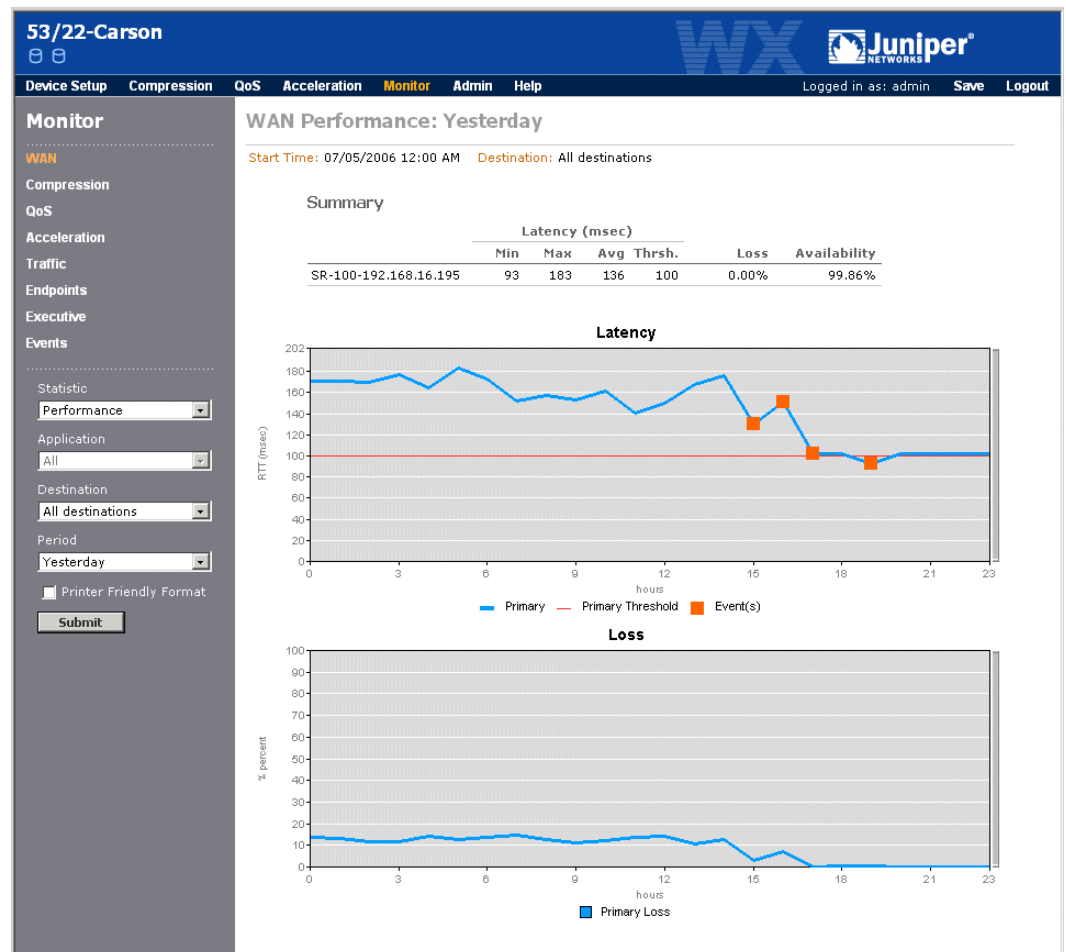 53/22-Carson
WX
Juniper®
NETWORKS
Device Setup Compression QoS Acceleration Monitor Admin Help Logged in as: admin Save Logout
Monitor
WAN
Compression
QoS
Acceleration
Traffic
Endpoints
Executive
Events
Statistic
Performance
Application
All
Destination
All destinations
Period
Yesterday
Printer Friendly Format
Submit
WAN Performance: Yesterday
Start Time: 07/05/2006 12:00 AM Destination: All destinations
Summary
Latency (msec)
Min Max Avg Thrsh. Loss Availability
SR-100-192.168.16.195 93 183 136 100 0.00% 99.86%
Latency
202
180
160
140
120
100
80
60
40
20
0
RTT (msec)
0 3 6 9 12 15 18 21 23
hours
Primary Primary Threshold Event(s)
Loss
100
90
80
70
60
50
40
30
20
10
0
% percent
0 3 6 9 12 15 18 21 23
hours
Primary Loss